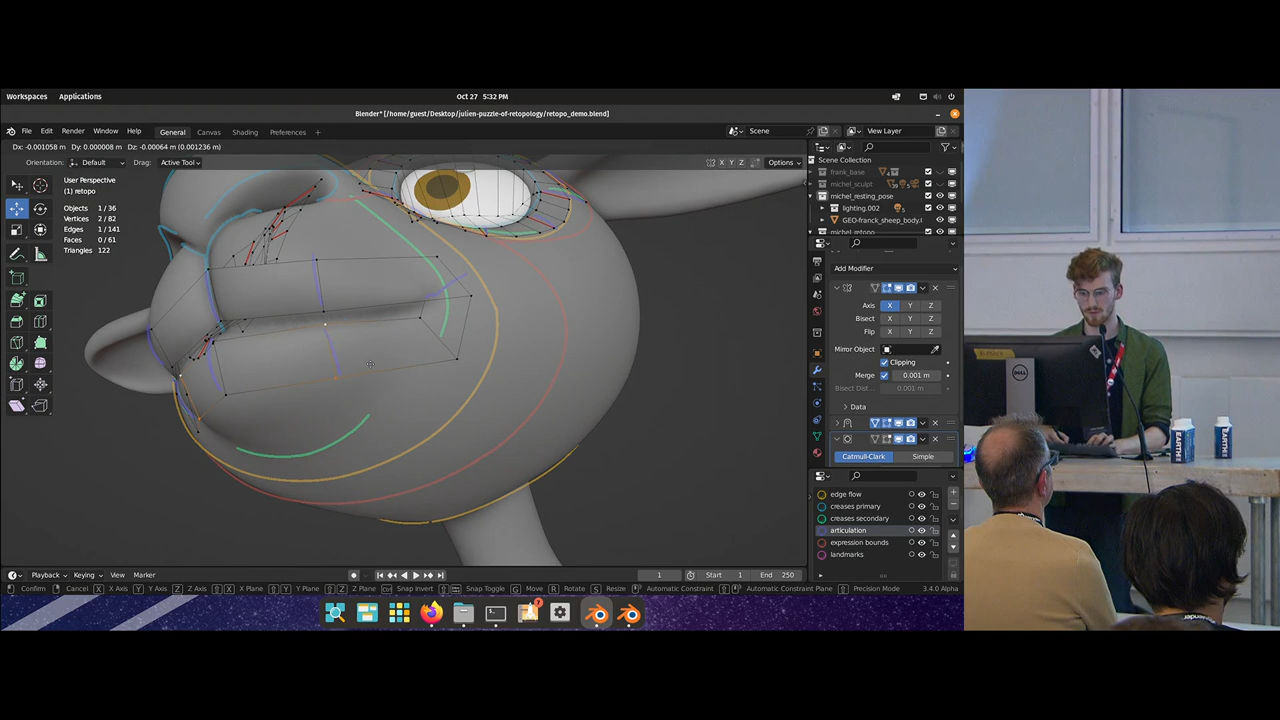 Workspaces Applications Oct 27 5:32 PM
Blender* [/home/guest/Desktop/julien-puzzle-of-retopology/retopo_demo.blend]
File Edit Render Window Help General Canvas Shading Preferences + Scene View Layer
Dx: -0.001058 m Dy: 0.000008 m Dz: -0.00064 m (0.001236 m)
Orientation: Default Drag: Active Tool X Y Z Options
User Perspective
(1) retopo
Objects 1/36
Vertices 2/82
Edges 1/141
Faces 0/61
Triangles 122
Scene Collection
franck_base
michel_sculpt
michel_resting_pose
lighting.002
GEO-franck_sheep_body.l
michel_retopo
Add Modifier
Axis X Y Z
Bisect X Y Z
Flip X Y Z
Mirror Object
Clipping
Merge 0.001 m
Bisect Dist... 0.001 m
Data
Catmull-Clark Simple
edge flow
creases primary
creases secondary
articulation
expression bounds
landmarks
Playback Keying View Marker 1 Start 1 End 250
Confirm Cancel X X Axis Y Y Axis Z Z Axis X X Plane Y Y Plane Z Z Plane Snap Invert Snap Toggle G Move R Rotate S Resize Automatic Constraint Automatic Constraint Plane Precision Mode 3.4.0 Alpha
DELL
EARTH
EARTH